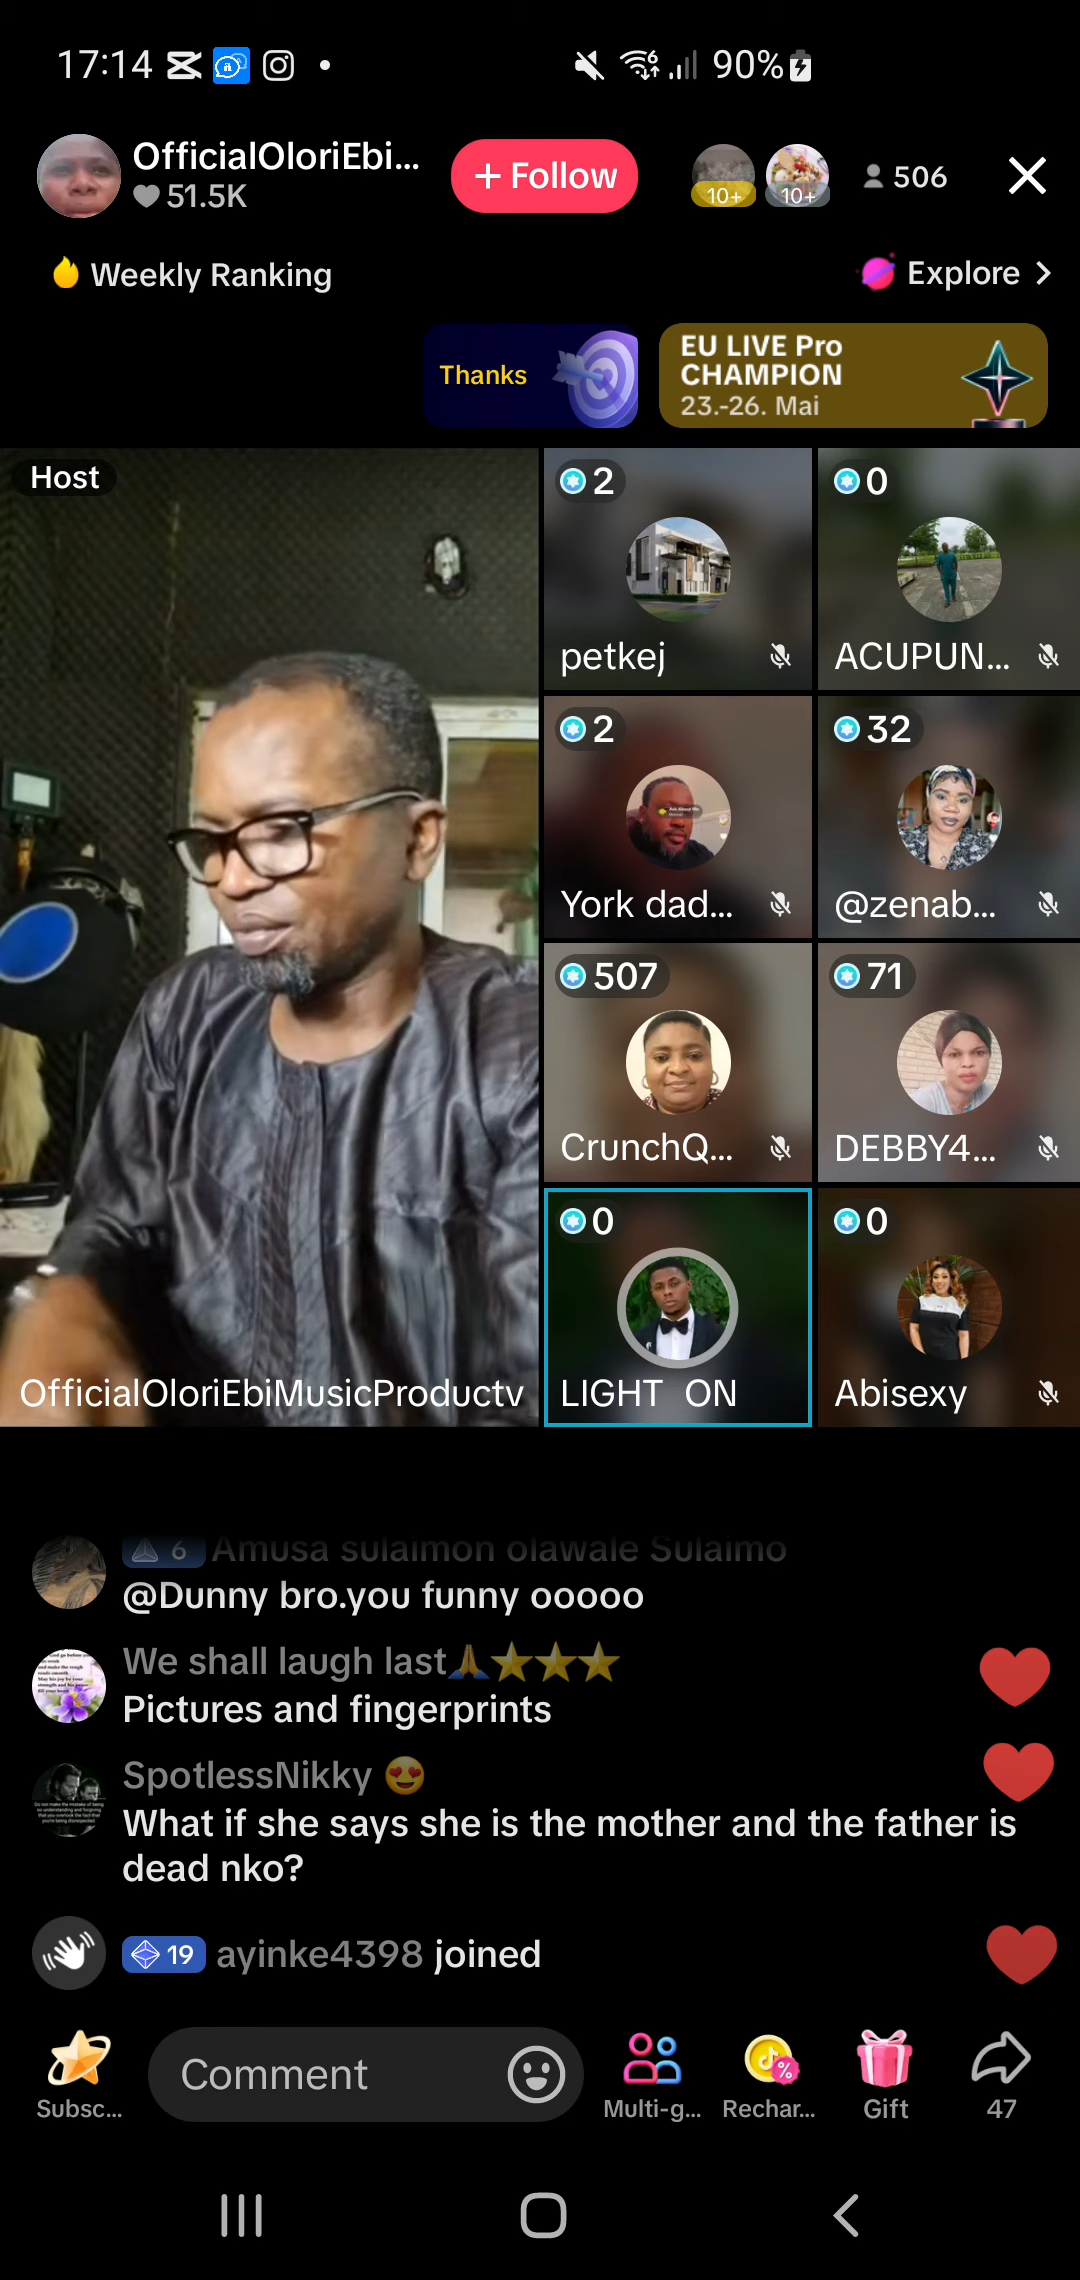 17:14
90%
OfficialOloriEbi...
51.5K
+ Follow
10+
10+
506
Weekly Ranking
Explore
Thanks
EU LIVE Pro
CHAMPION
23.-26. Mai
Host
2
petkej
0
ACUPUN...
2
York dad...
32
@zenab...
507
CrunchQ...
71
DEBBY4...
0
LIGHT ON
0
Abisexy
OfficialOloriEbiMusicProductv
6 Amusa sulaimon olawale Sulaimo
@Dunny bro.you funny ooooo
We shall laugh last🙏⭐⭐⭐
Pictures and fingerprints
SpotlessNikky 😍
What if she says she is the mother and the father is
dead nko?
19 ayinke4398 joined
Subsc...
Comment
Multi-g...
Rechar...
Gift
47